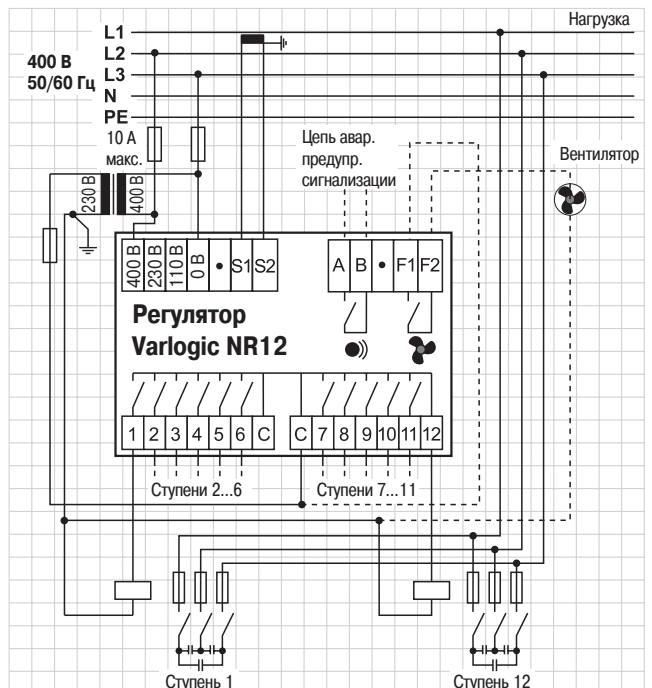 Нагрузка
L1
L2
400 В
L3
50/60 Гц
N
PE
10 А
макс.
Цепь авар.
предупр.
сигнализации
Вентилятор
230 В
400 В
400 В
230 В
110 В
0 В
•
S1
S2
A
B
•
F1
F2
Регулятор
Varlogic NR12
1
2
3
4
5
6
C
C
7
8
9
10
11
12
Ступени 2...6
Ступени 7...11
Ступень 1
Ступень 12